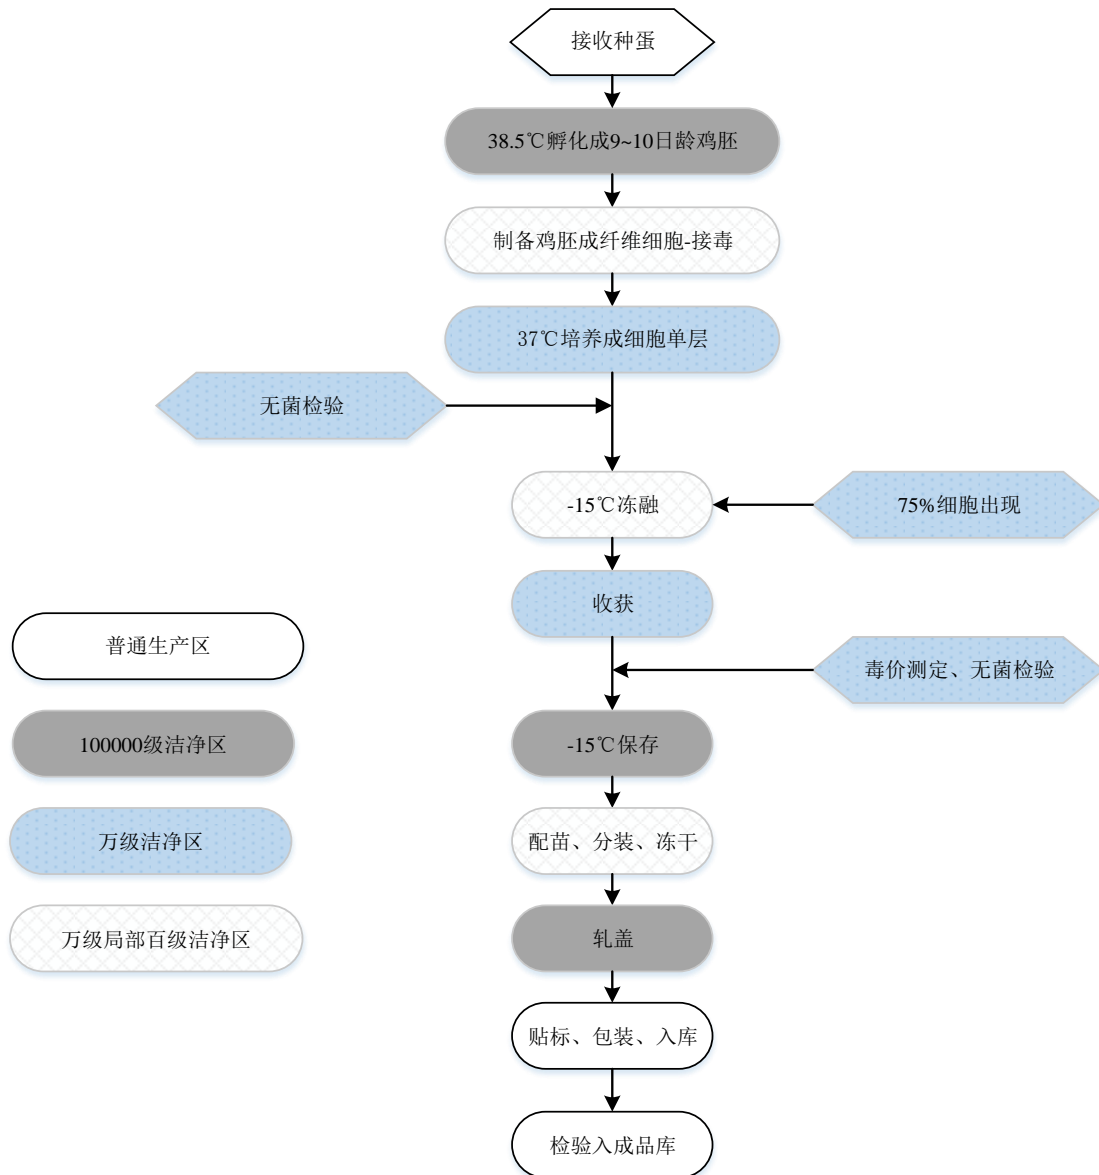 接收种蛋
38.5℃孵化成9~10日龄鸡胚
制备鸡胚成纤维细胞-接毒
37℃培养成细胞单层
无菌检验
-15℃冻融
75%细胞出现
收获
毒价测定、无菌检验
-15℃保存
配苗、分装、冻干
轧盖
贴标、包装、入库
检验入成品库
普通生产区
100000级洁净区
万级洁净区
万级局部百级洁净区